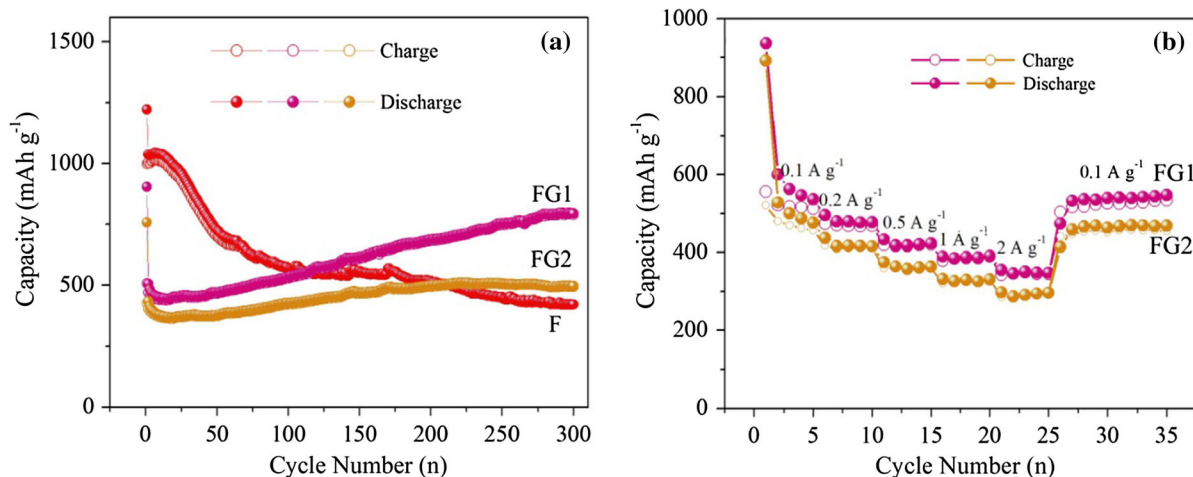 (a)
Charge
Discharge
Capacity (mAh g-1)
1500
1000
500
0
FG1
FG2
F
0 50 100 150 200 250 300
Cycle Number (n)
(b)
Charge
Discharge
Capacity (mAh g-1)
1000
800
600
400
200
0
0.1 A g-1
0.2 A g-1
0.5 A g-1
1 A g-1
2 A g-1
0.1 A g-1
FG1
FG2
0 5 10 15 20 25 30 35
Cycle Number (n)